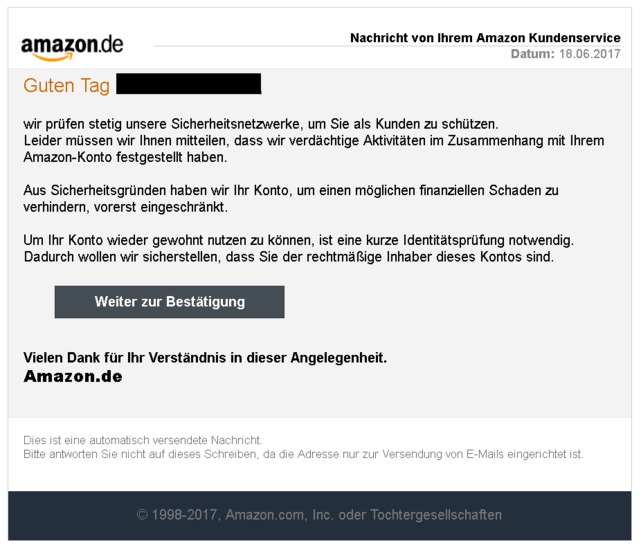 amazon.de
Nachricht von Ihrem Amazon Kundenservice
Datum: 18.06.2017
Guten Tag
wir prüfen stetig unsere Sicherheitsnetzwerke, um Sie als Kunden zu schützen.
Leider müssen wir Ihnen mitteilen, dass wir verdächtige Aktivitäten im Zusammenhang mit Ihrem
Amazon-Konto festgestellt haben.
Aus Sicherheitsgründen haben wir Ihr Konto, um einen möglichen finanziellen Schaden zu
verhindern, vorerst eingeschränkt.
Um Ihr Konto wieder gewohnt nutzen zu können, ist eine kurze Identitätsprüfung notwendig.
Dadurch wollen wir sicherstellen, dass Sie der rechtmäßige Inhaber dieses Kontos sind.
Weiter zur Bestätigung
Vielen Dank für Ihr Verständnis in dieser Angelegenheit.
Amazon.de
Dies ist eine automatisch versendete Nachricht.
Bitte antworten Sie nicht auf dieses Schreiben, da die Adresse nur zur Versendung von E-Mails eingerichtet ist.
© 1998-2017, Amazon.com, Inc. oder Tochtergesellschaften